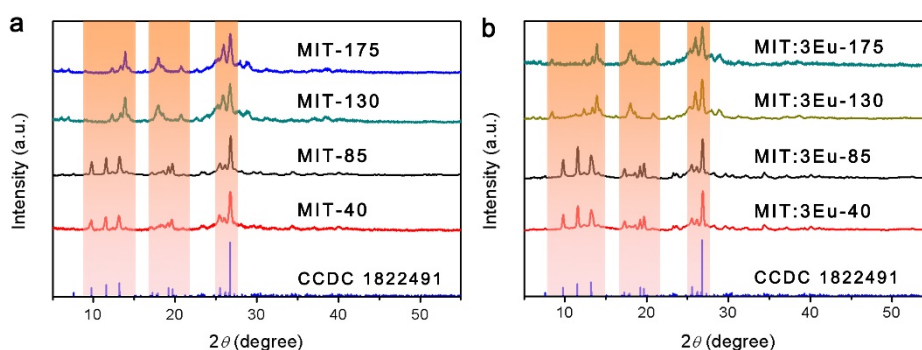 a
MIT-175
MIT-130
MIT-85
MIT-40
CCDC 1822491
Intensity (a.u.)
10 20 30 40 50
2θ (degree)
b
MIT:3Eu-175
MIT:3Eu-130
MIT:3Eu-85
MIT:3Eu-40
CCDC 1822491
Intensity (a.u.)
10 20 30 40 50
2θ (degree)